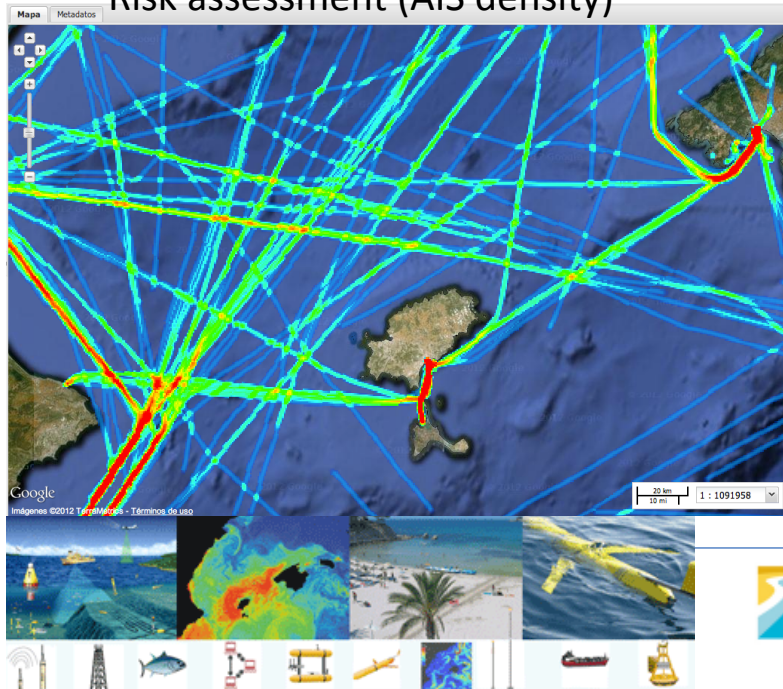 Risk assessment (AIS density)
Mapa Metadatos
20 km
10 mi
1 : 1091958
Google
Imágenes ©2012 TerraMetrics - Términos de uso